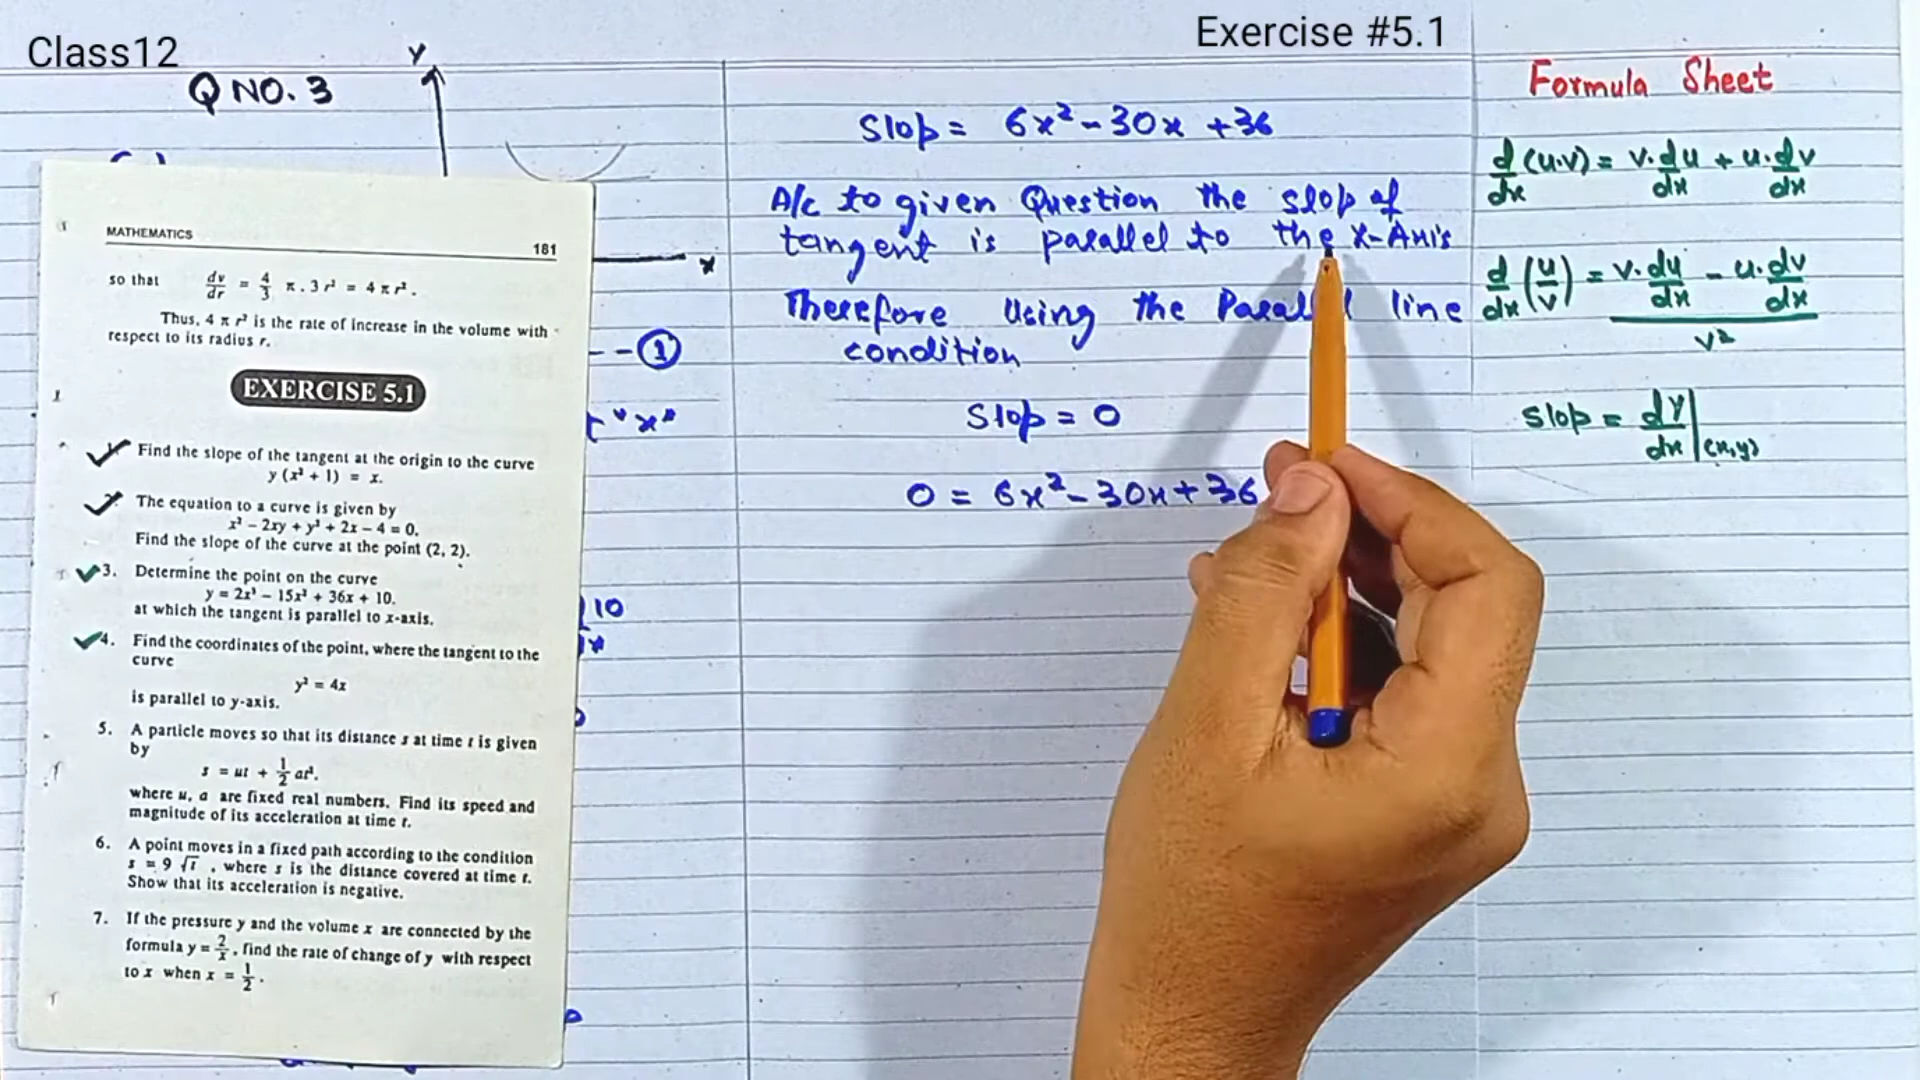 Class12
Exercise #5.1
Q NO. 3
Y
x
--①
"x"
10
MATHEMATICS
181
so that dv/dr = 4/3 π . 3 r² = 4 π r² .
Thus, 4 π r² is the rate of increase in the volume with
respect to its radius r.
EXERCISE 5.1
Find the slope of the tangent at the origin to the curve
y (x² + 1) = x.
The equation to a curve is given by
x² – 2xy + y² + 2x – 4 = 0.
Find the slope of the curve at the point (2, 2).
3. Determine the point on the curve
y = 2x³ – 15x² + 36x + 10.
at which the tangent is parallel to x-axis.
4. Find the coordinates of the point, where the tangent to the
curve
y² = 4x
is parallel to y-axis.
5. A particle moves so that its distance s at time t is given
by
s = ut + 1/2 at².
where u, a are fixed real numbers. Find its speed and
magnitude of its acceleration at time t.
6. A point moves in a fixed path according to the condition
s = 9 √t , where s is the distance covered at time t.
Show that its acceleration is negative.
7. If the pressure y and the volume x are connected by the
formula y = 2/x , find the rate of change of y with respect
to x when x = 1/2 .
Slop = 6x² - 30x + 36
A/c to given Question the slop of
tangent is parallel to the X-Axis
Therefore Using the line
condition
Slop = 0
0 = 6x² - 30x + 36
Formula Sheet
d/dx (u.v) = v.du/dx + u.dv/dx
d/dx (u/v) = v.du/dx - u.dv/dx
v²
Slop = dy/dx |(x,y)